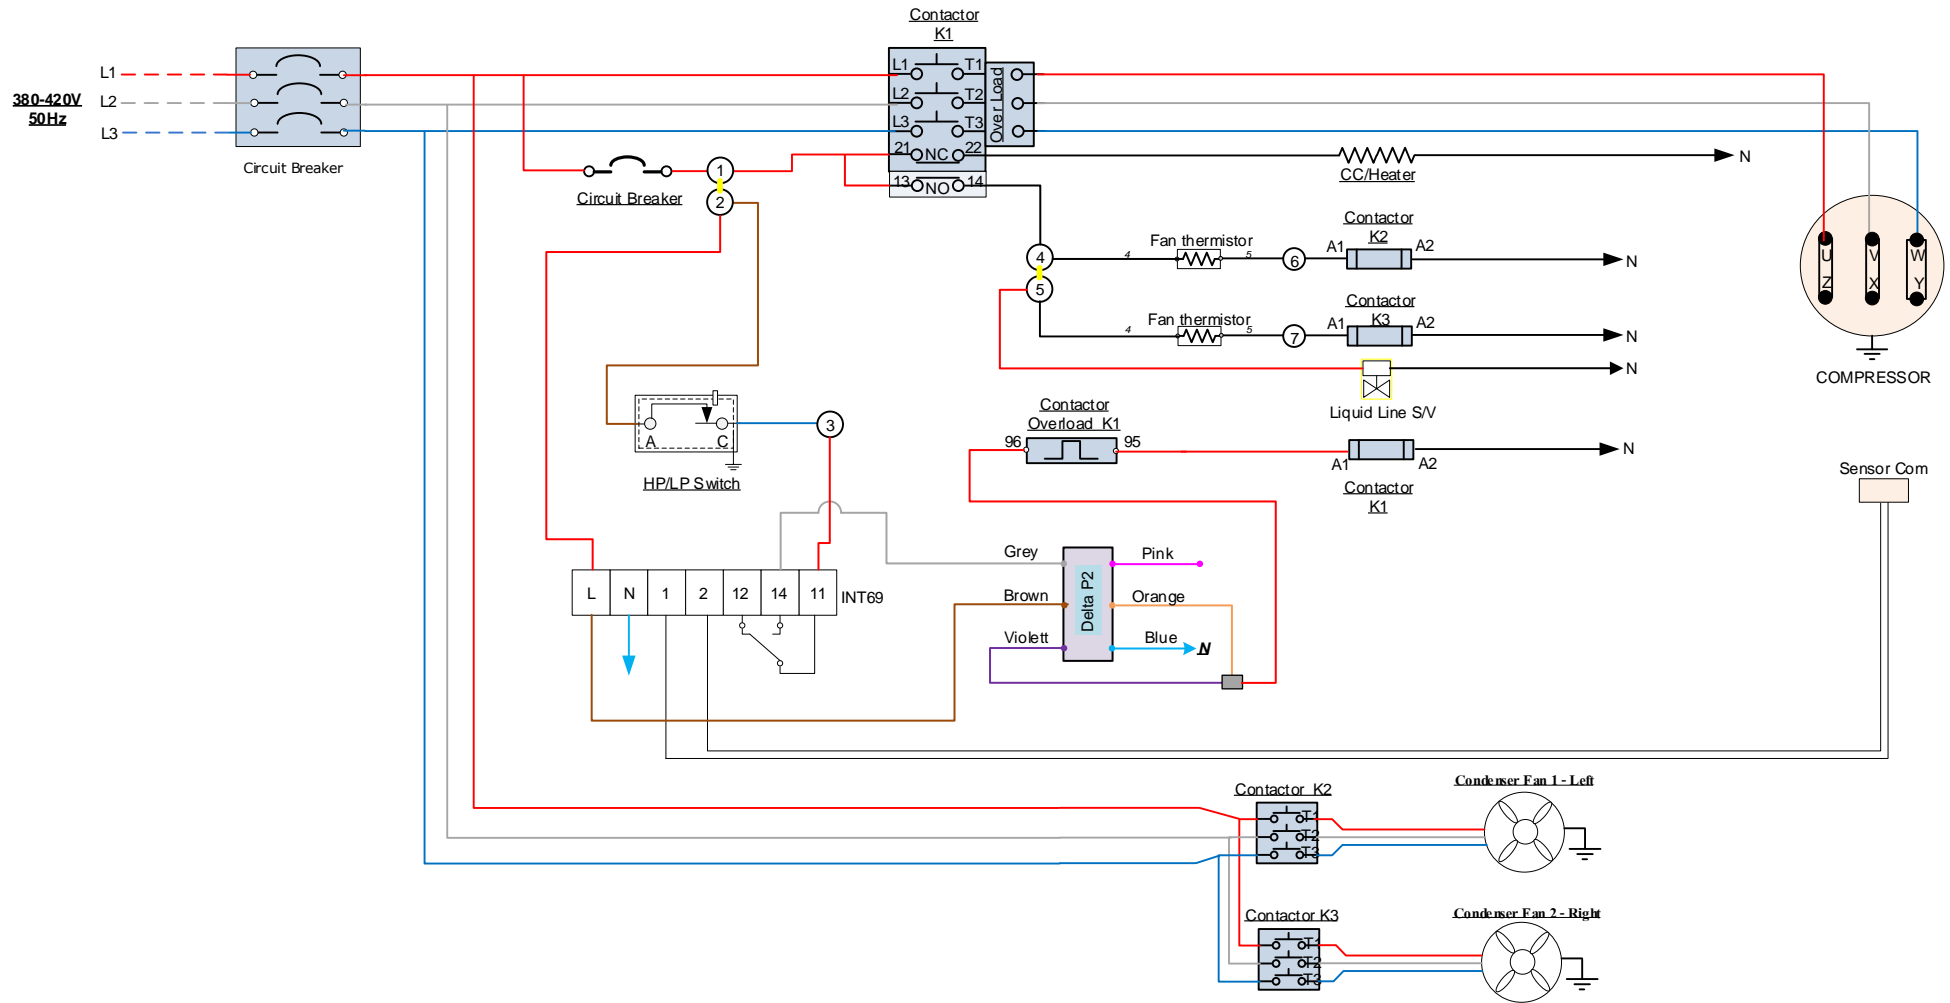 Contactor
K1
L1
L2
L3
380-420V
50Hz
Circuit Breaker
L1
T1
L2
T2
L3
T3
21
NC
22
13
NO
14
Over Load
CC/Heater
N
Circuit Breaker
1
2
Contactor
K2
Fan thermistor
4
4
5
6
A1
A2
N
5
Contactor
K3
Fan thermistor
4
5
7
A1
A2
N
N
Liquid Line S/V
U
V
W
Z
X
Y
COMPRESSOR
A
C
3
HP/LP Switch
Contactor
Overload K1
96
95
A1
A2
N
Contactor
K1
Sensor Com
L
N
1
2
12
14
11
INT69
Grey
Brown
Violett
Delta P2
Pink
Orange
Blue
N
Contactor K2
T1
T2
T3
Condenser Fan 1 - Left
Contactor K3
T1
T2
T3
Condenser Fan 2 - Right